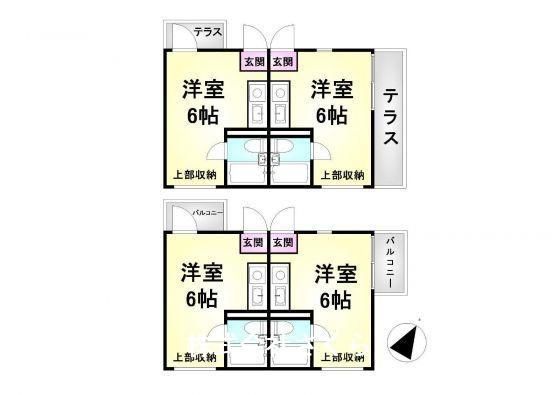 テラス
玄関 玄関
洋室 洋室
6帖 6帖
テラス
上部収納 上部収納
バルコニー
玄関 玄関
洋室 洋室
6帖 6帖
バルコニー
上部収納 上部収納